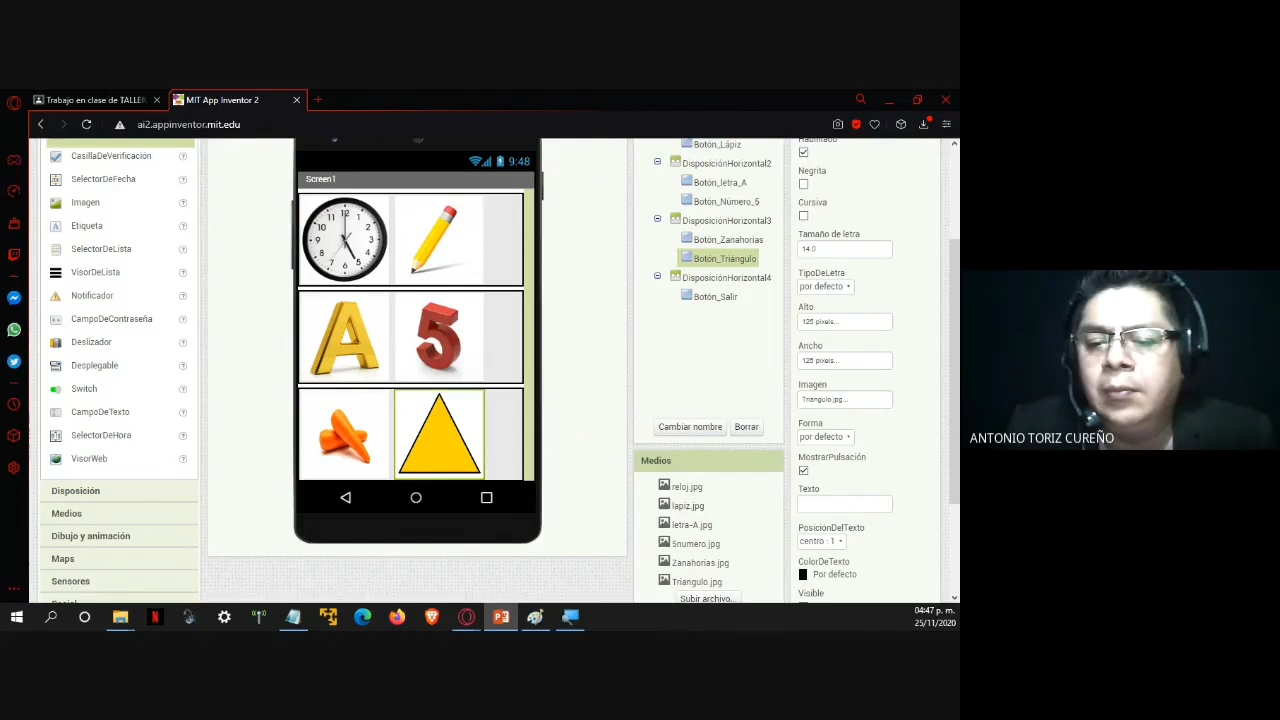 Trabajo en clase de TALLER
MIT App Inventor 2
ai2.appinventor.mit.edu
CasillaDeVerificación
SelectorDeFecha
Imagen
Etiqueta
SelectorDeLista
VisorDeLista
Notificador
CampoDeContraseña
Deslizador
Desplegable
Switch
CampoDeTexto
SelectorDeHora
VisorWeb
Disposición
Medios
Dibujo y animación
Maps
Sensores
9:48
Screen1
A
5
Botón_Lápiz
DisposiciónHorizontal2
Botón_letra_A
Botón_Número_5
DisposiciónHorizontal3
Botón_Zanahorias
Botón_Triángulo
DisposiciónHorizontal4
Botón_Salir
Cambiar nombre
Borrar
Medios
reloj.jpg
lapiz.jpg
letra-A.jpg
5numero.jpg
Zanahorias.jpg
Triangulo.jpg
Subir archivo...
Habilitado
Negrita
Cursiva
Tamaño de letra
14.0
TipoDeLetra
por defecto
Alto
125 pixels...
Ancho
125 pixels...
Imagen
Triangulo.jpg...
Forma
por defecto
MostrarPulsación
Texto
PosiciónDelTexto
centro : 1
ColorDeTexto
Por defecto
Visible
04:47 p. m.
25/11/2020
ANTONIO TORIZ CUREÑO